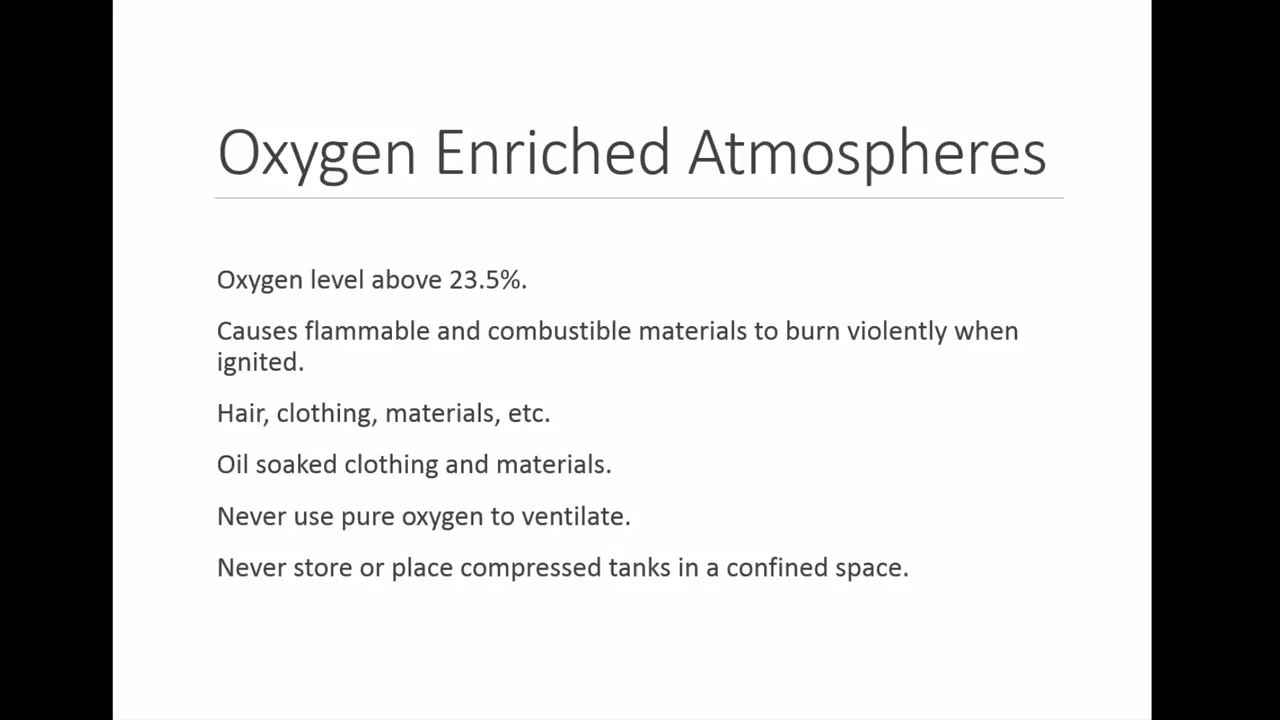 Oxygen Enriched Atmospheres
Oxygen level above 23.5%.
Causes flammable and combustible materials to burn violently when
ignited.
Hair, clothing, materials, etc.
Oil soaked clothing and materials.
Never use pure oxygen to ventilate.
Never store or place compressed tanks in a confined space.